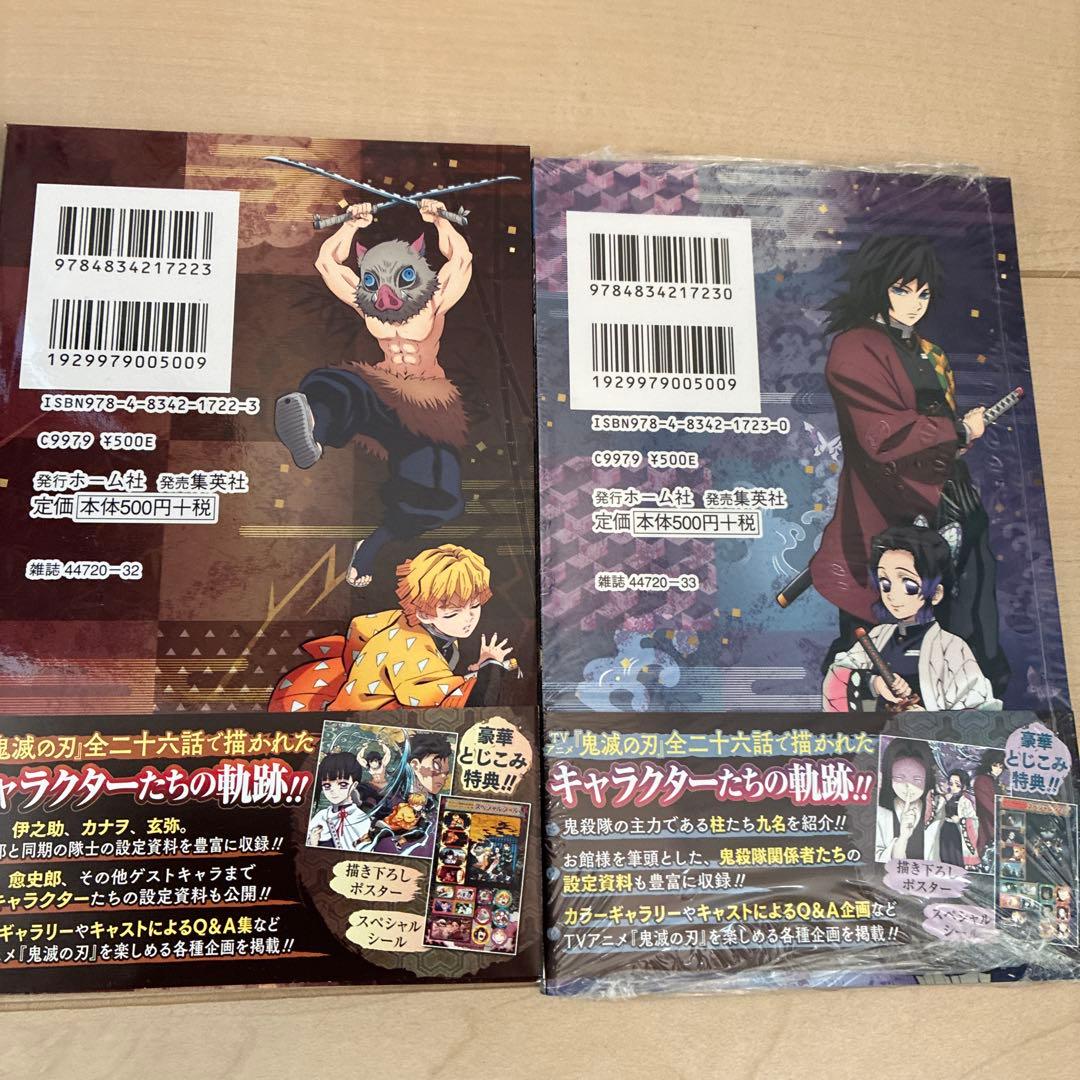 9784834217223
1929979005009
ISBN978-4-8342-1722-3
C9979 ¥500E
発行ホーム社 発売集英社
定価 本体500円+税
雑誌 44720-32
鬼滅の刃』全二十六話で描かれた
ャラクターたちの軌跡!!
伊之助、カナヲ、玄弥。
郎と同期の隊士の設定資料を豊富に収録!!
愈史郎、その他ゲストキャラまで
キャラクターたちの設定資料も公開!!
ギャラリーやキャストによるQ&A集など
ニメ『鬼滅の刃』を楽しめる各種企画を掲載!!
豪華
とじこみ
特典!!
スペシャルシール
描き下ろし
ポスター
スペシャル
シール
9784834217230
1929979005009
ISBN978-4-8342-1723-0
C9979 ¥500E
発行ホーム社 発売集英社
定価 本体500円+税
雑誌 44720-33
TVアニメ『鬼滅の刃』全二十六話で描かれた
キャラクターたちの軌跡!!
鬼殺隊の主力である柱たち九名を紹介!!
お館様を筆頭とした、鬼殺隊関係者たちの
設定資料も豊富に収録!!
カラーギャラリーやキャストによるQ&A企画など
TVアニメ『鬼滅の刃』を楽しめる各種企画を掲載!!
豪華
とじこみ
特典!!
描き下ろし
ポスター
スペシャル
シール